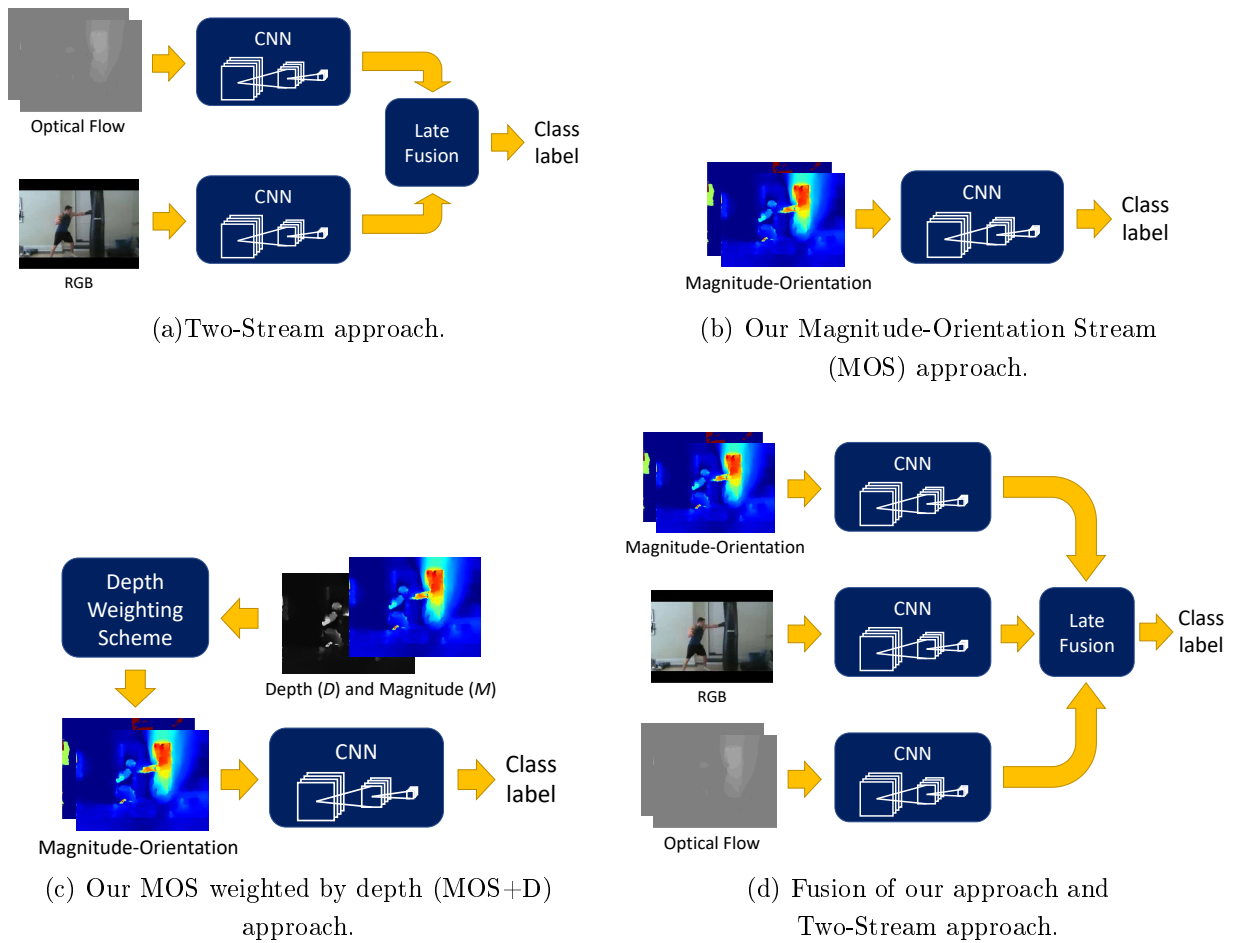 CNN
Optical Flow
Late
Fusion
Class
label
CNN
RGB
(a)Two-Stream approach.
CNN
Class
label
Magnitude-Orientation
(b) Our Magnitude-Orientation Stream
(MOS) approach.
Depth
Weighting
Scheme
Depth (D) and Magnitude (M)
CNN
Class
label
Magnitude-Orientation
(c) Our MOS weighted by depth (MOS+D)
approach.
CNN
Magnitude-Orientation
CNN
Late
Fusion
Class
label
RGB
CNN
Optical Flow
(d) Fusion of our approach and
Two-Stream approach.